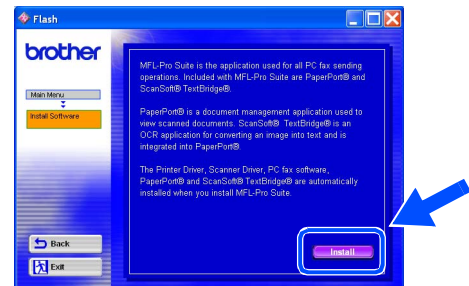 Flash
brother
Main Menu
Install Software
MFL-Pro Suite is the application used for all PC fax sending
operations. Included with MFL-Pro Suite are PaperPort® and
ScanSoft® TextBridge®.
PaperPort® is a document management application used to
view scanned documents. ScanSoft® TextBridge® is an
OCR application for converting an image into text and is
integrated into PaperPort®.
The Printer Driver, Scanner Driver, PC fax software,
PaperPort® and ScanSoft® TextBridge® are automatically
installed when you install MFL-Pro Suite.
Back
Install
Exit